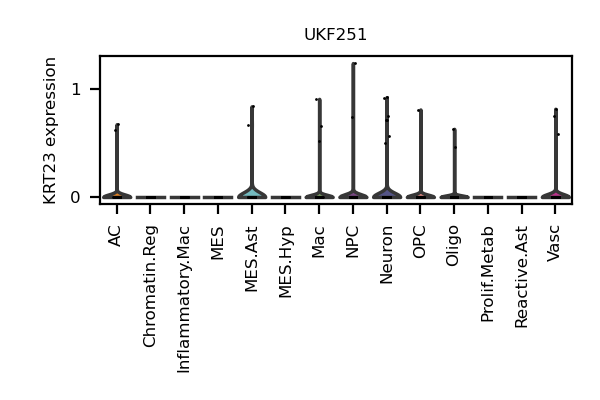 UKF251
KRT23 expression
1
0
AC
Chromatin.Reg
Inflammatory.Mac
MES
MES.Ast
MES.Hyp
Mac
NPC
Neuron
OPC
Oligo
Prolif.Metab
Reactive.Ast
Vasc